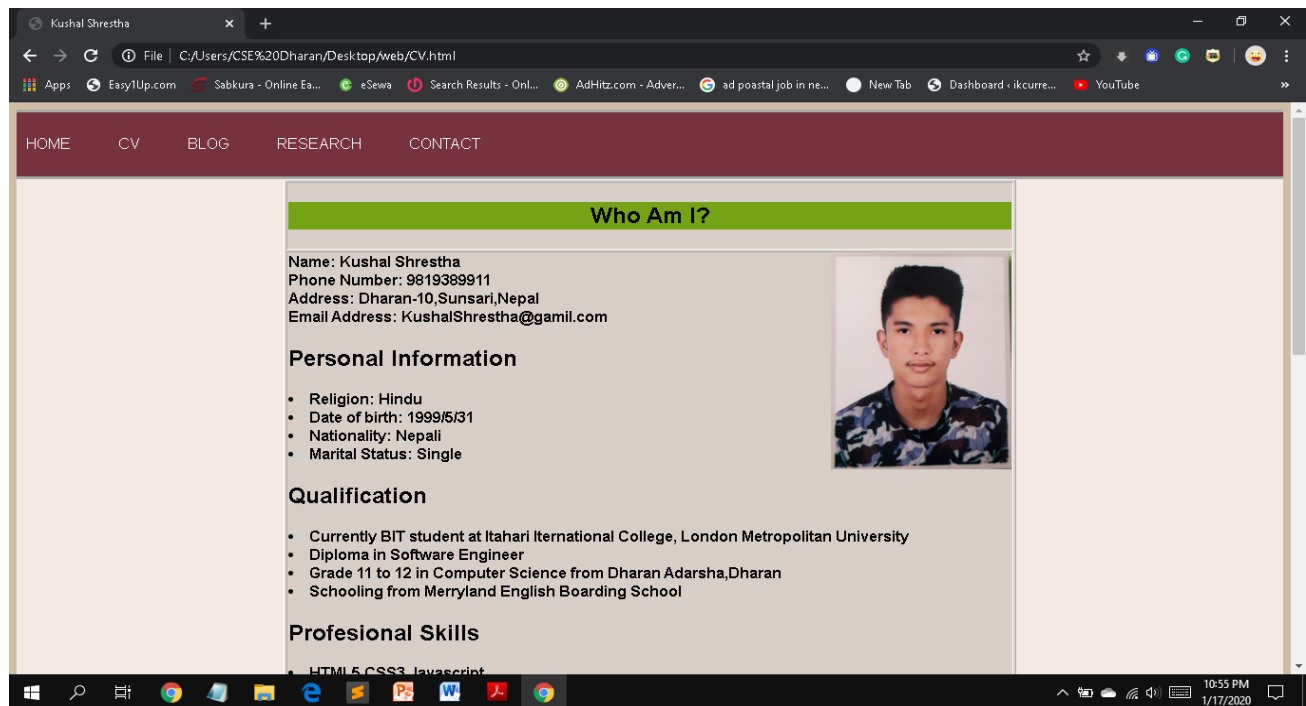 Kushal Shrestha
File | C:/Users/CSE%20Dharan/Desktop/web/CV.html
Apps Easy1Up.com Sabkura - Online Ea... eSewa Search Results - Onl... AdHitz.com - Adver... ad poastal job in ne... New Tab Dashboard ‹ ikcurre... YouTube »
HOME CV BLOG RESEARCH CONTACT
Who Am I?
Name: Kushal Shrestha
Phone Number: 9819389911
Address: Dharan-10,Sunsari,Nepal
Email Address: KushalShrestha@gamil.com
Personal Information
• Religion: Hindu
• Date of birth: 1999/5/31
• Nationality: Nepali
• Marital Status: Single
Qualification
• Currently BIT student at Itahari Iternational College, London Metropolitan University
• Diploma in Software Engineer
• Grade 11 to 12 in Computer Science from Dharan Adarsha,Dharan
• Schooling from Merryland English Boarding School
Profesional Skills
• HTML5,CSS3,Javascript
10:55 PM
1/17/2020